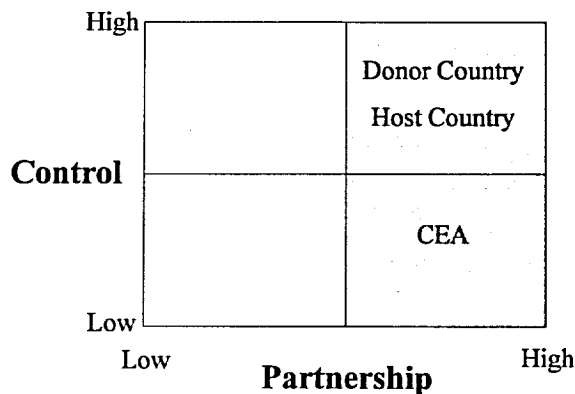 High
Donor Country
Host Country
Control
CEA
Low
Low
High
Partnership